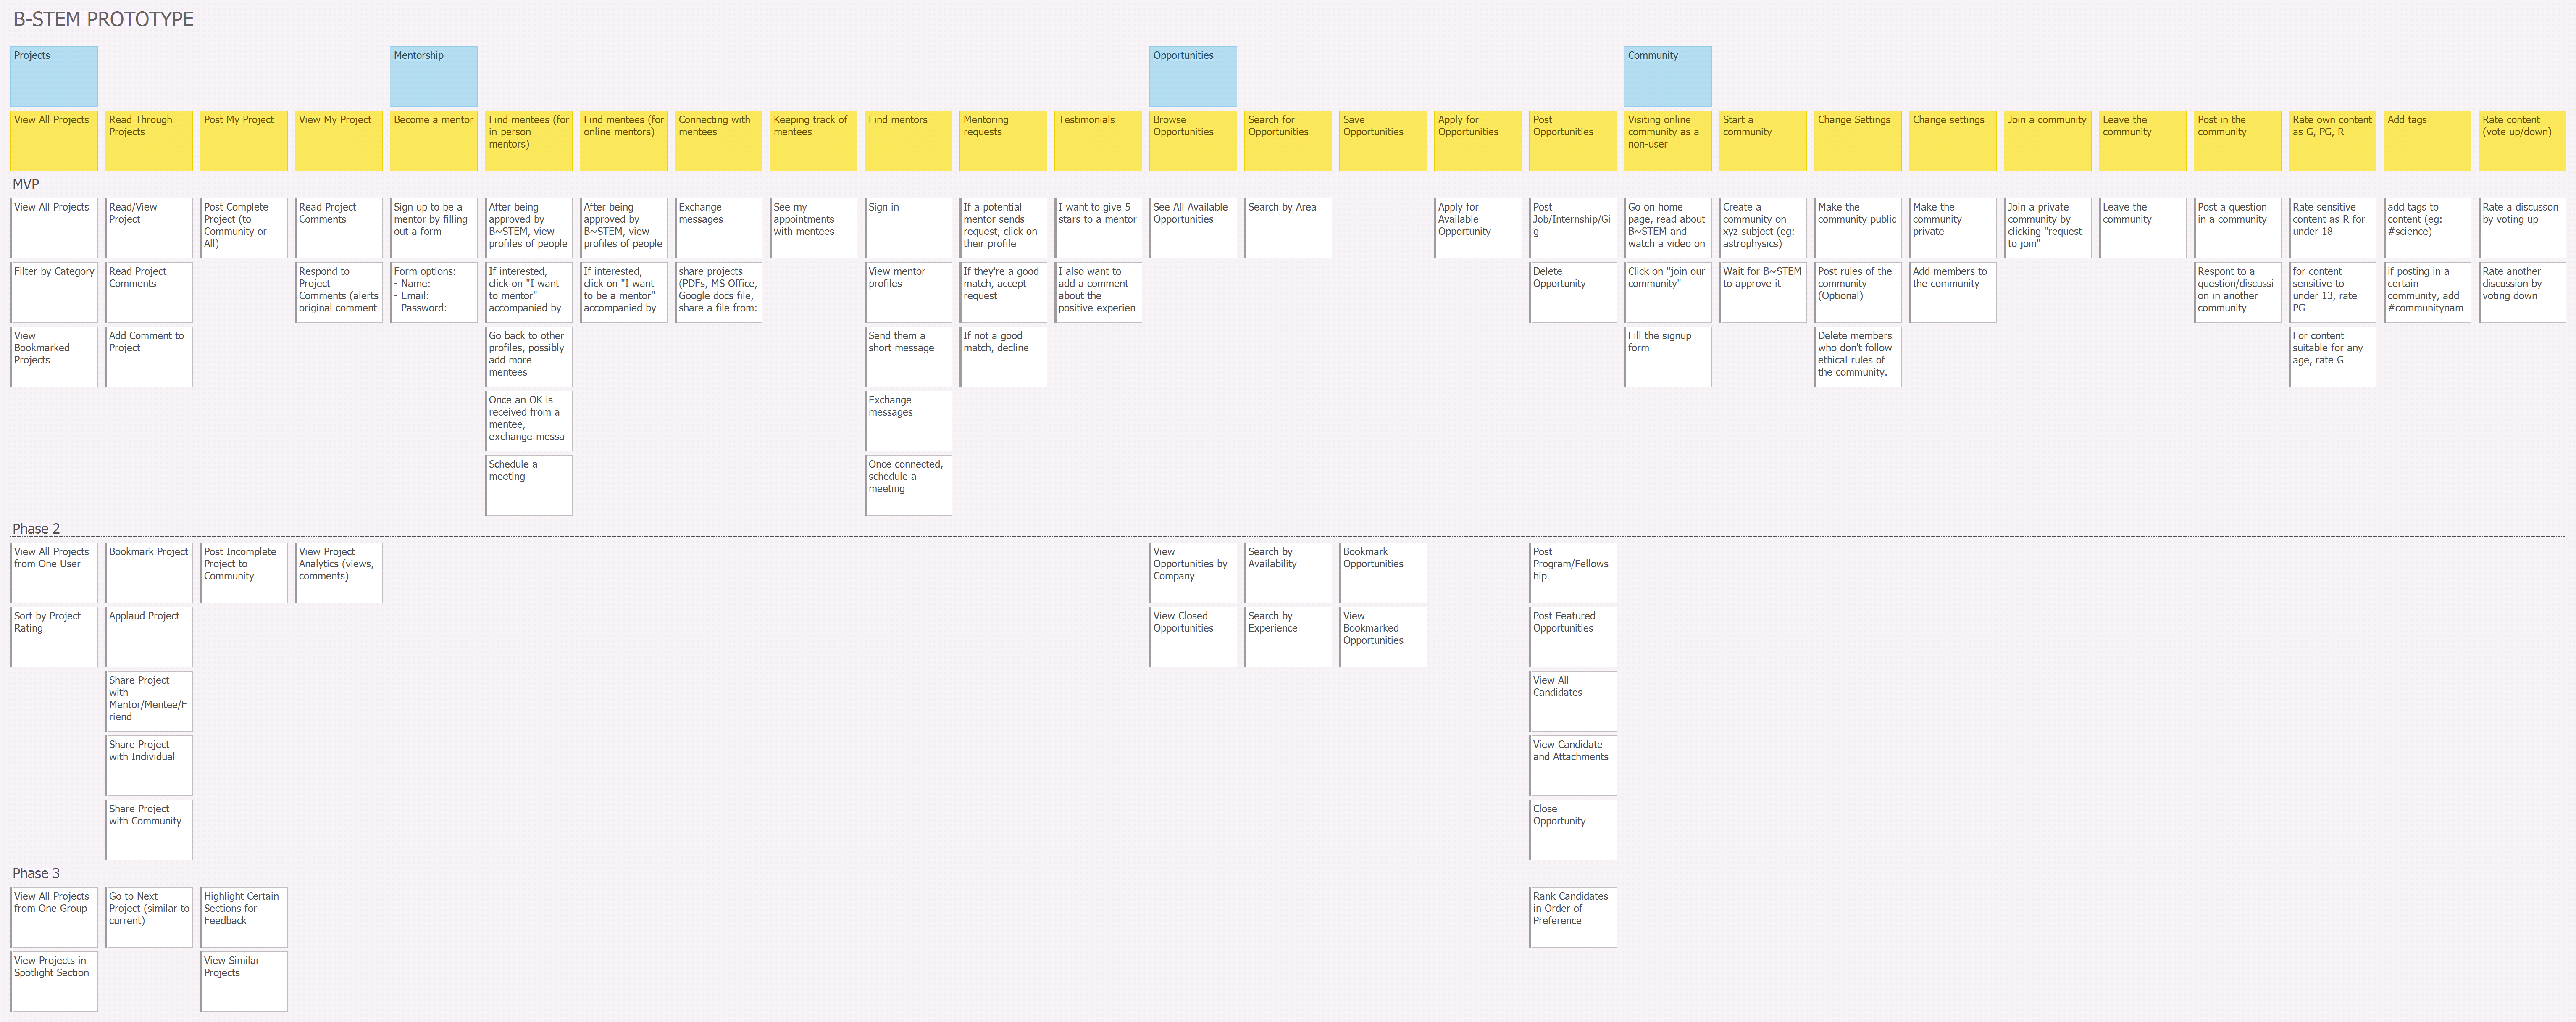 B-STEM PROTOTYPE
Projects
Mentorship
Opportunities
Community
View All Projects
Read Through
Projects
Post My Project
View My Project
Become a mentor
Find mentees (for
in-person
mentors)
Find mentees (for
online mentors)
Connecting with
mentees
Keeping track of
mentees
Find mentors
Mentoring
requests
Testimonials
Browse
Opportunities
Search for
Opportunities
Save
Opportunities
Apply for
Opportunities
Post
Opportunities
Visiting online
community as a
non-user
Start a
community
Change Settings
Change settings
Join a community
Leave the
community
Post in the
community
Rate own content
as G, PG, R
Add tags
Rate content
(vote up/down)
MVP
View All Projects
Read/View
Project
Post Complete
Project (to
Community or
All)
Read Project
Comments
Sign up to be a
mentor by filling
out a form
After being
approved by
B~STEM, view
profiles of people
After being
approved by
B~STEM, view
profiles of people
Exchange
messages
See my
appointments
with mentees
Sign in
If a potential
mentor sends
request, click on
their profile
I want to give 5
stars to a mentor
See All Available
Opportunities
Search by Area
Apply for
Available
Opportunity
Post
Job/Internship/Gi
g
Go on home
page, read about
B~STEM and
watch a video on
Create a
community on
xyz subject (eg:
astrophysics)
Make the
community public
Make the
community
private
Join a private
community by
clicking "request
to join"
Leave the
community
Post a question
in a community
Rate sensitive
content as R for
under 18
add tags to
content (eg:
#science)
Rate a discusson
by voting up
Filter by Category
Read Project
Comments
Respond to
Project
Comments (alerts
original comment
Form options:
- Name:
- Email:
- Password:
If interested,
click on "I want
to mentor"
accompanied by
If interested,
click on "I want
to be a mentor"
accompanied by
share projects
(PDFs, MS Office,
Google docs file,
share a file from:
View mentor
profiles
If they're a good
match, accept
request
I also want to
add a comment
about the
positive experien
Delete
Opportunity
Click on "join our
community"
Wait for B~STEM
to approve it
Post rules of the
community
(Optional)
Add members to
the community
Respont to a
question/discussi
on in another
community
for content
sensitive to
under 13, rate
PG
if posting in a
certain
community, add
#communitynam
Rate another
discussion by
voting down
View
Bookmarked
Projects
Add Comment to
Project
Go back to other
profiles, possibly
add more
mentees
Send them a
short message
If not a good
match, decline
Fill the signup
form
Delete members
who don't follow
ethical rules of
the community.
For content
suitable for any
age, rate G
Once an OK is
received from a
mentee,
exchange messa
Exchange
messages
Schedule a
meeting
Once connected,
schedule a
meeting
Phase 2
View All Projects
from One User
Bookmark Project
Post Incomplete
Project to
Community
View Project
Analytics (views,
comments)
View
Opportunities by
Company
Search by
Availability
Bookmark
Opportunities
Post
Program/Fellows
hip
Sort by Project
Rating
Applaud Project
View Closed
Opportunities
Search by
Experience
View
Bookmarked
Opportunities
Post Featured
Opportunities
Share Project
with
Mentor/Mentee/F
riend
View All
Candidates
Share Project
with Individual
View Candidate
and Attachments
Share Project
with Community
Close
Opportunity
Phase 3
View All Projects
from One Group
Go to Next
Project (similar to
current)
Highlight Certain
Sections for
Feedback
Rank Candidates
in Order of
Preference
View Projects in
Spotlight Section
View Similar
Projects